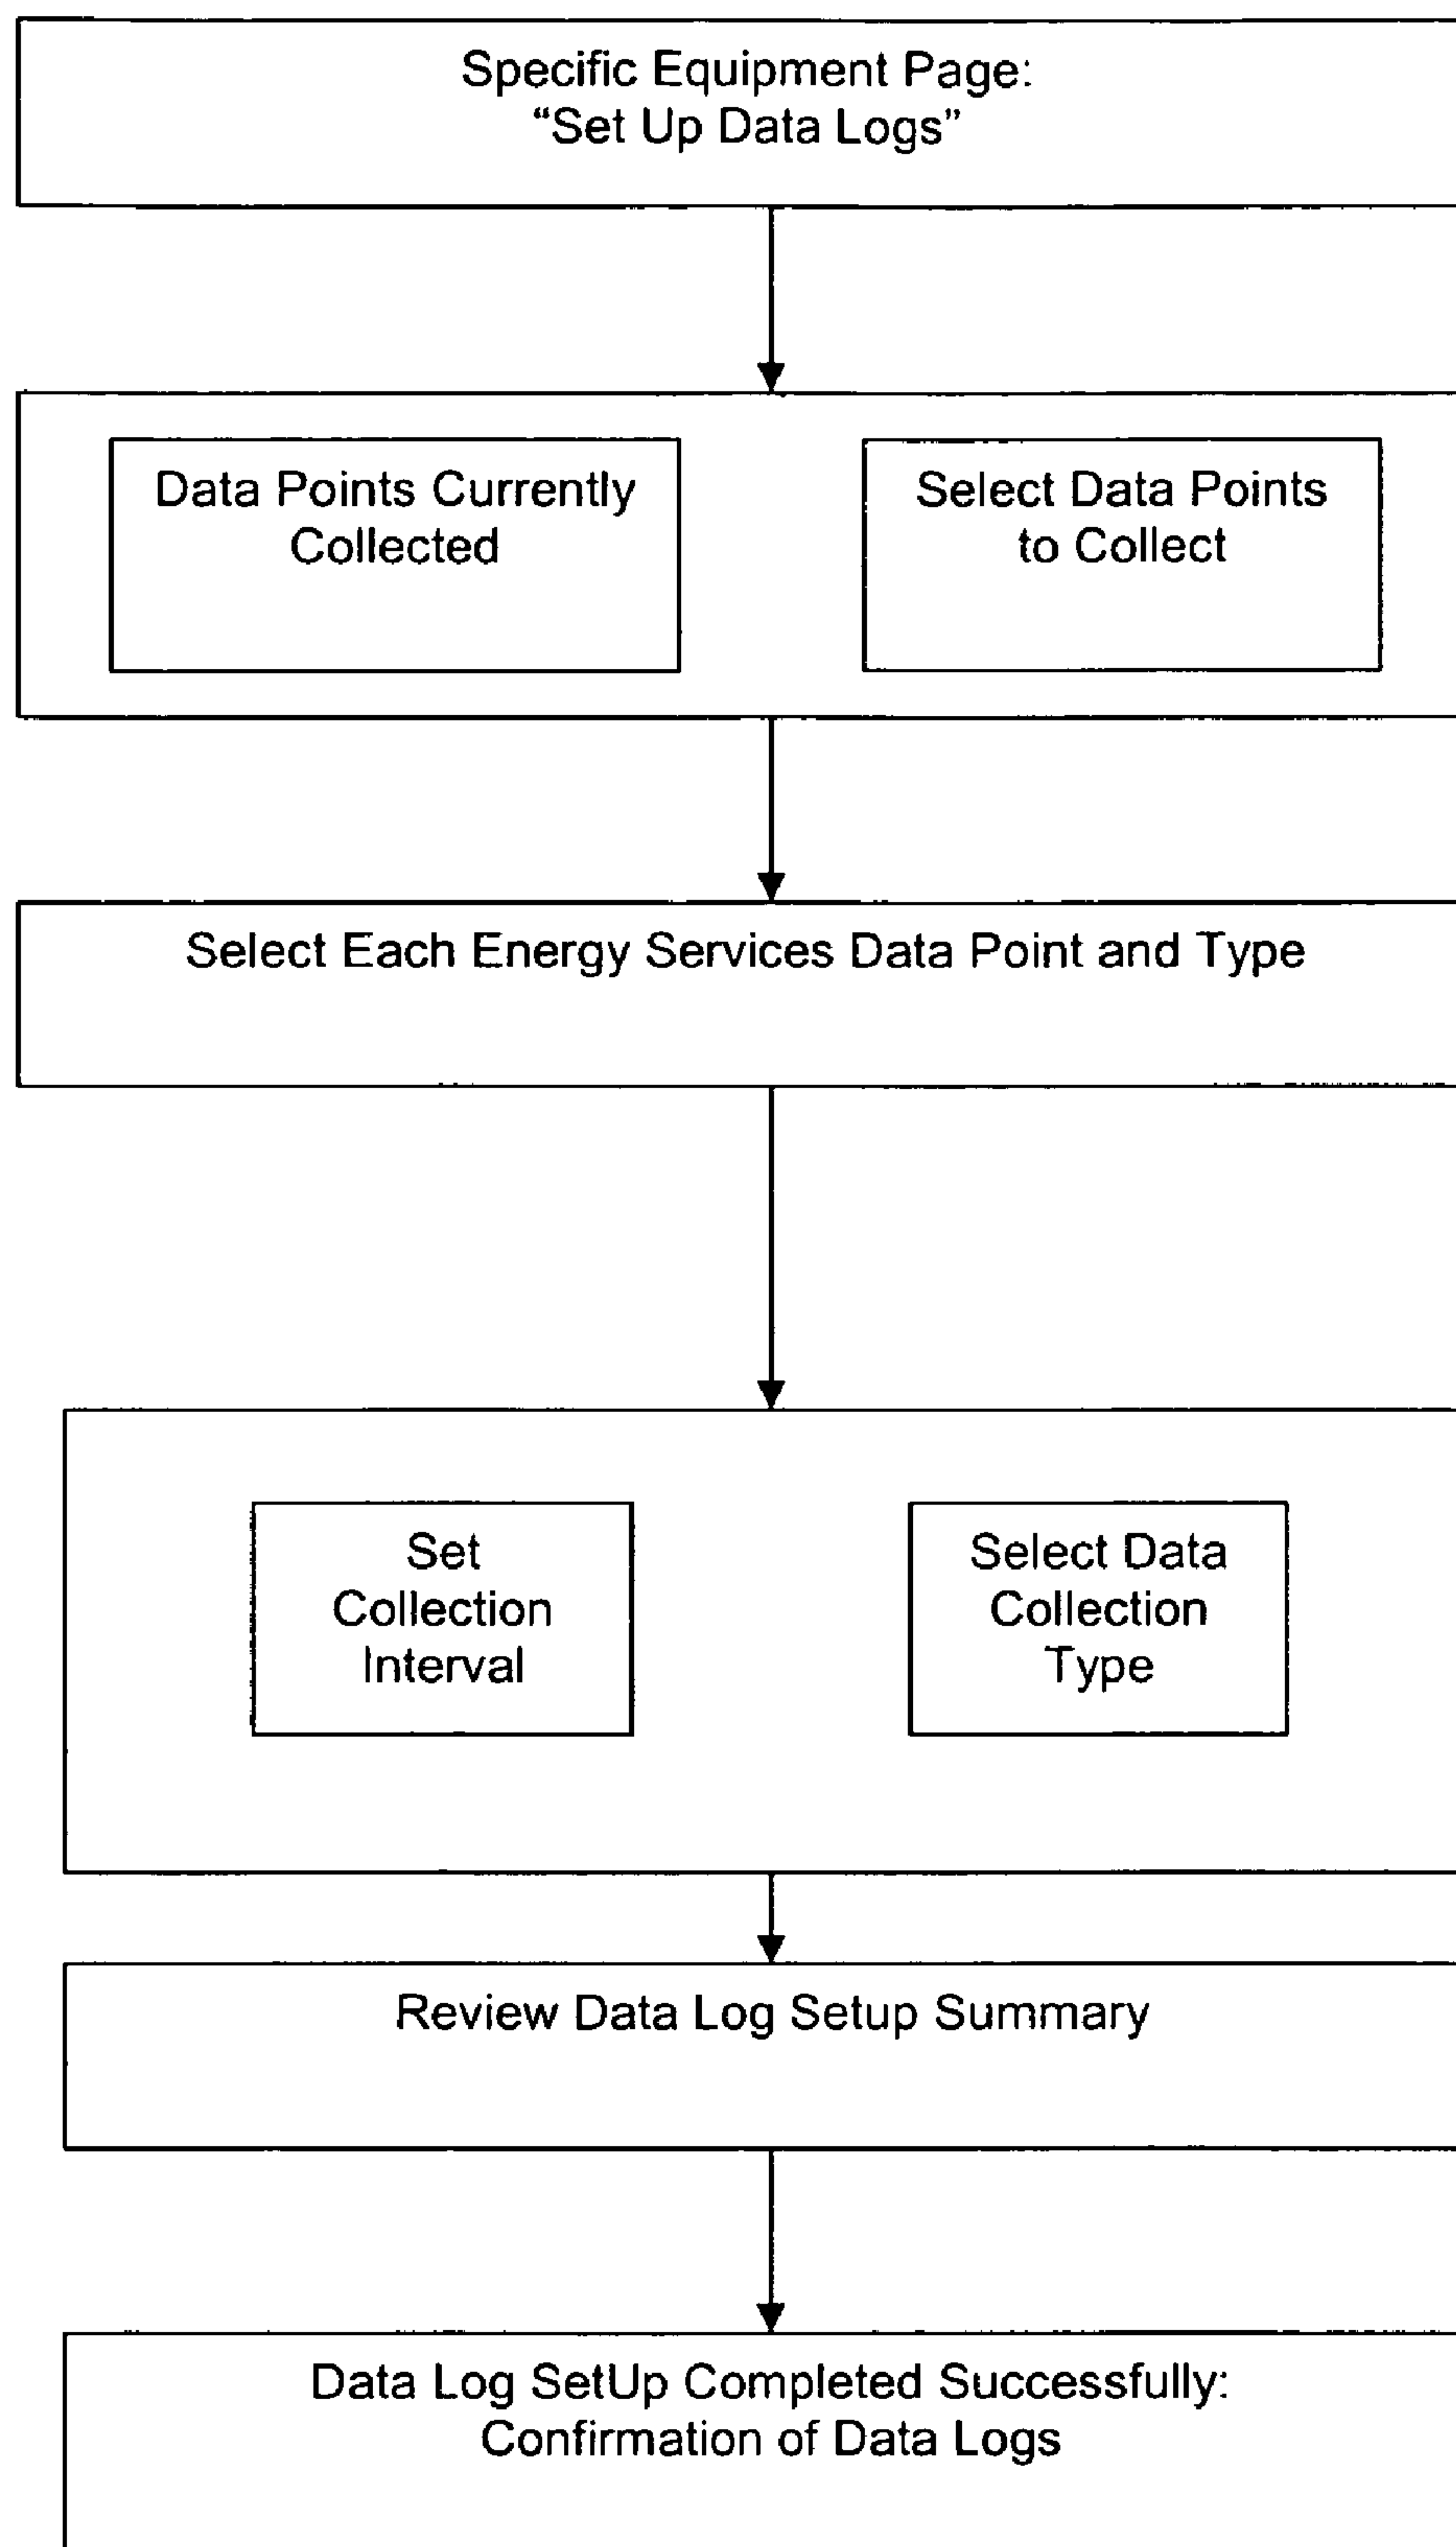 Specific Equipment Page:
“Set Up Data Logs”
Data Points Currently
Collected
Select Data Points
to Collect
Select Each Energy Services Data Point and Type
Set
Collection
Interval
Select Data
Collection
Type
Review Data Log Setup Summary
Data Log SetUp Completed Successfully:
Confirmation of Data Logs